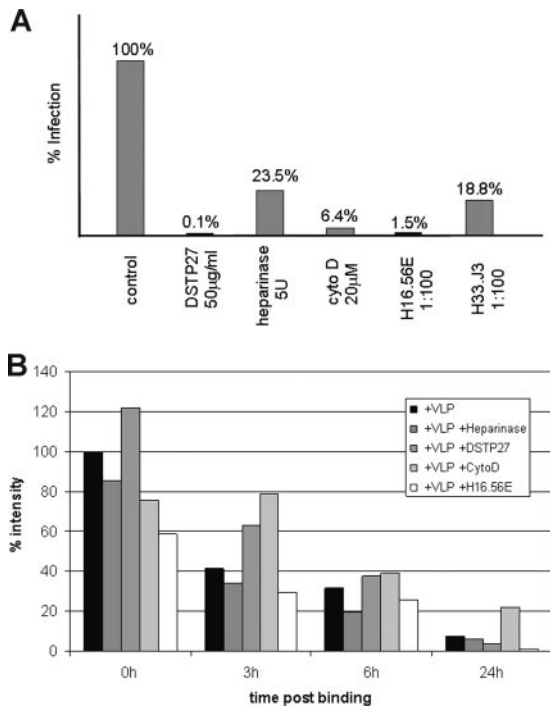 A
% Infection
100%
0.1%
23.5%
6.4%
1.5%
18.8%
control
DSTP27
50µg/ml
heparinase
5U
cyto D
20µM
H16.56E
1:100
H33.J3
1:100
B
140
120
100
80
60
40
20
0
% intensity
+VLP
+VLP +Heparinase
+VLP +DSTP27
+VLP +CytoD
+VLP +H16.56E
0h
3h
6h
24h
time post binding